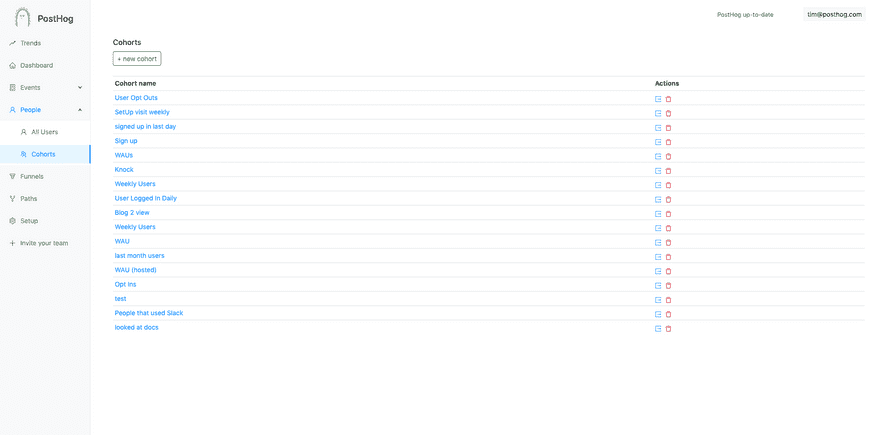 PostHog
PostHog up-to-date
tim@posthog.com
Trends
Dashboard
Events
People
All Users
Cohorts
Funnels
Paths
Setup
Invite your team
Cohorts
+ new cohort
Cohort name Actions
User Opt Outs
SetUp visit weekly
signed up in last day
Sign up
WAUs
Knock
Weekly Users
User Logged In Daily
Blog 2 view
Weekly Users
WAU
last month users
WAU (hosted)
Opt Ins
test
People that used Slack
looked at docs